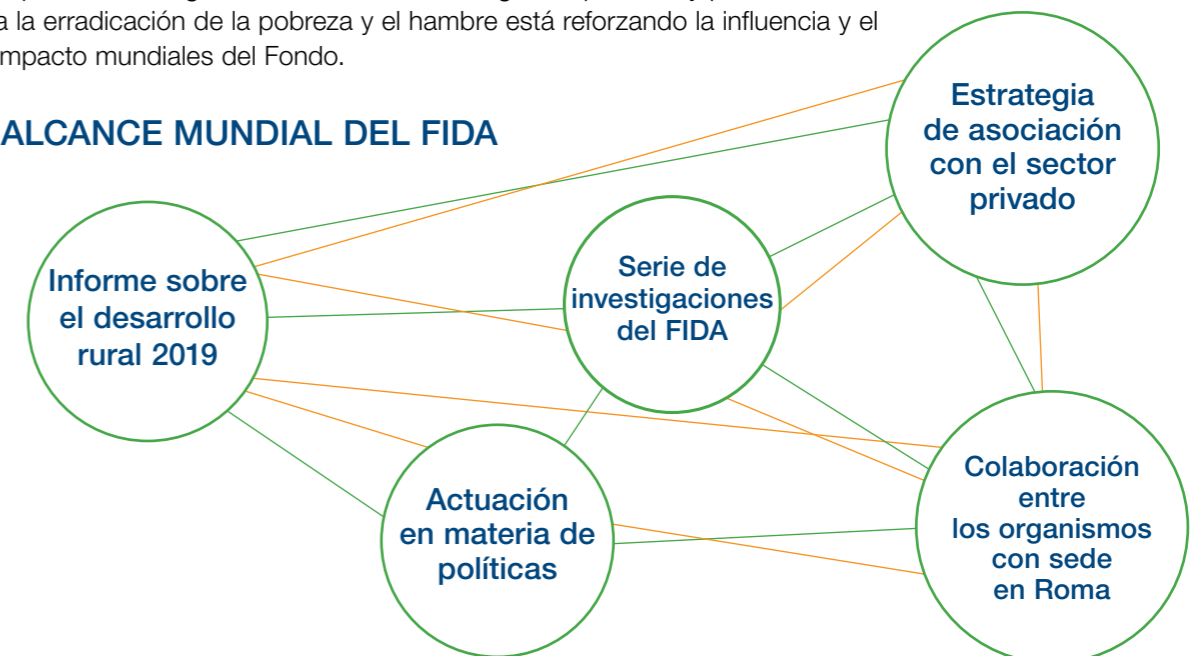 a la erradicación de la pobreza y el hambre está reforzando la influencia y el
impacto mundiales del Fondo.
ALCANCE MUNDIAL DEL FIDA
Estrategia
de asociación
con el sector
privado
Informe sobre
el desarrollo
rural 2019
Serie de
investigaciones
del FIDA
Actuación
en materia de
políticas
Colaboración
entre
los organismos
con sede
en Roma